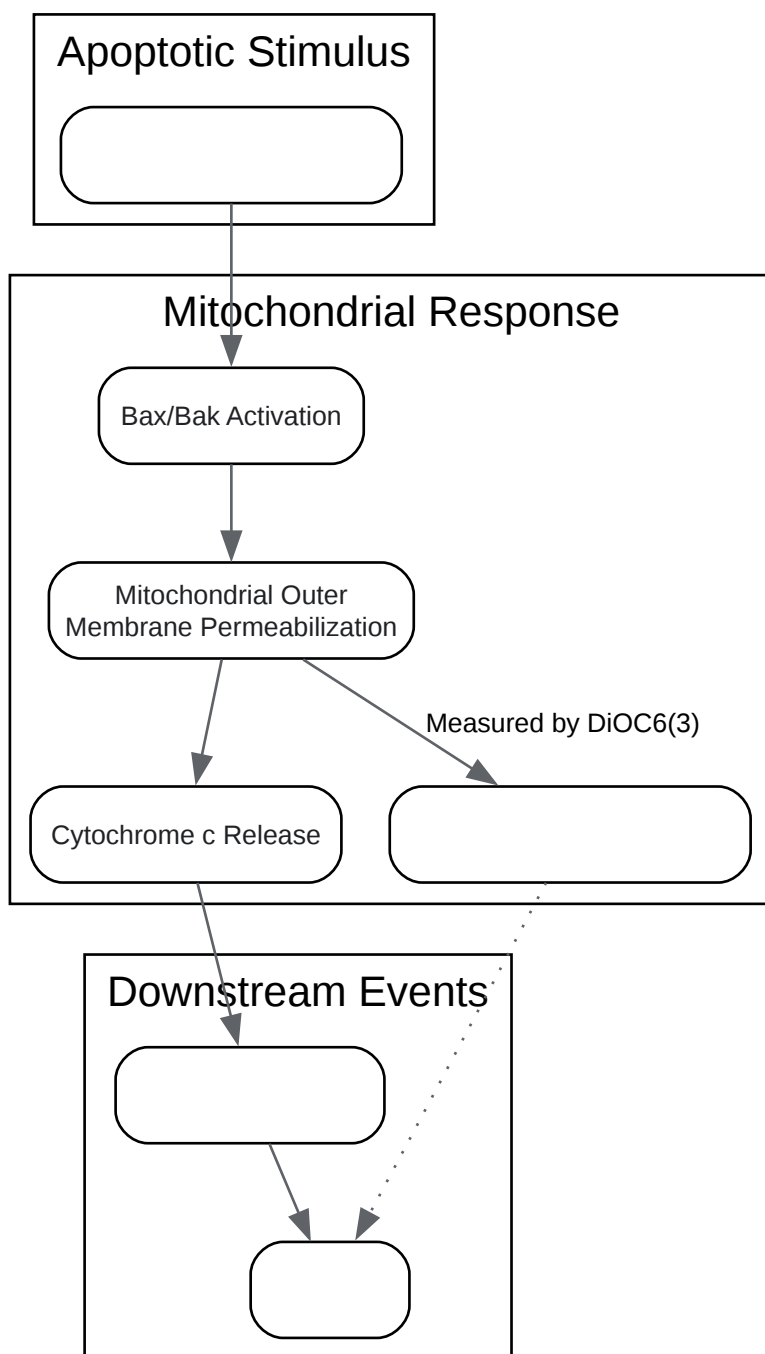 Apoptotic Stimulus
Mitochondrial Response
Bax/Bak Activation
Mitochondrial Outer
Membrane Permeabilization
Measured by DiOC6(3)
Cytochrome c Release
Downstream Events